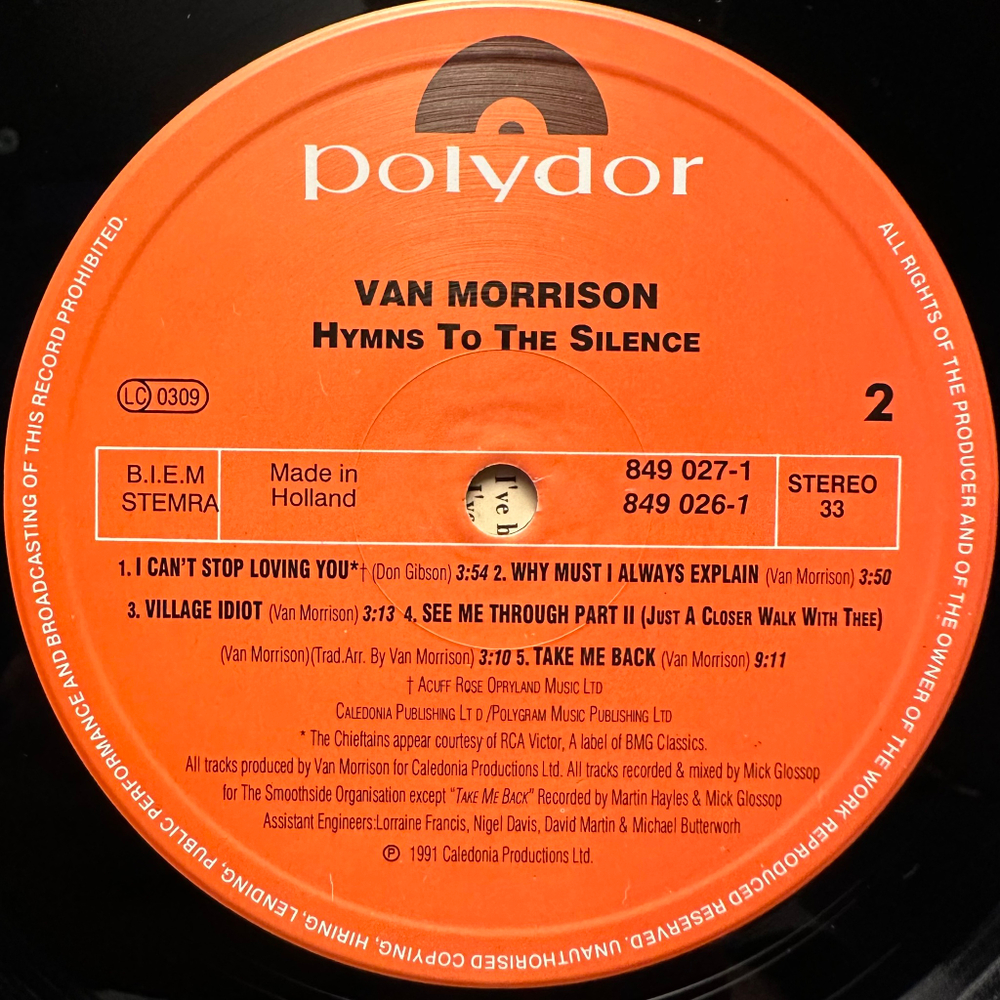 polydor
VAN MORRISON
HYMNS TO THE SILENCE
LC 0309
2
B.I.E.M
STEMRA
Made in
Holland
849 027-1
849 026-1
STEREO
33
I've b
I've
1. I CAN'T STOP LOVING YOU*† (Don Gibson) 3:54 2. WHY MUST I ALWAYS EXPLAIN (Van Morrison) 3:50
3. VILLAGE IDIOT (Van Morrison) 3:13 4. SEE ME THROUGH PART II (JUST A CLOSER WALK WITH THEE)
(Van Morrison)(Trad.Arr. By Van Morrison) 3:10 5. TAKE ME BACK (Van Morrison) 9:11
† ACUFF ROSE OPRYLAND MUSIC LTD
CALEDONIA PUBLISHING LT D /POLYGRAM MUSIC PUBLISHING LTD
* The Chieftains appear courtesy of RCA Victor, A label of BMG Classics.
All tracks produced by Van Morrison for Caledonia Productions Ltd. All tracks recorded & mixed by Mick Glossop
for The Smoothside Organisation except "TAKE ME BACK" Recorded by Martin Hayles & Mick Glossop
Assistant Engineers:Lorraine Francis, Nigel Davis, David Martin & Michael Butterworh
℗ 1991 Caledonia Productions Ltd.
ALL RIGHTS OF THE PRODUCER AND OF THE OWNER OF THE WORK REPRODUCED RESERVED. UNAUTHORISED COPYING, HIRING, LENDING, PUBLIC PERFORMANCE AND BROADCASTING OF THIS RECORD PROHIBITED.